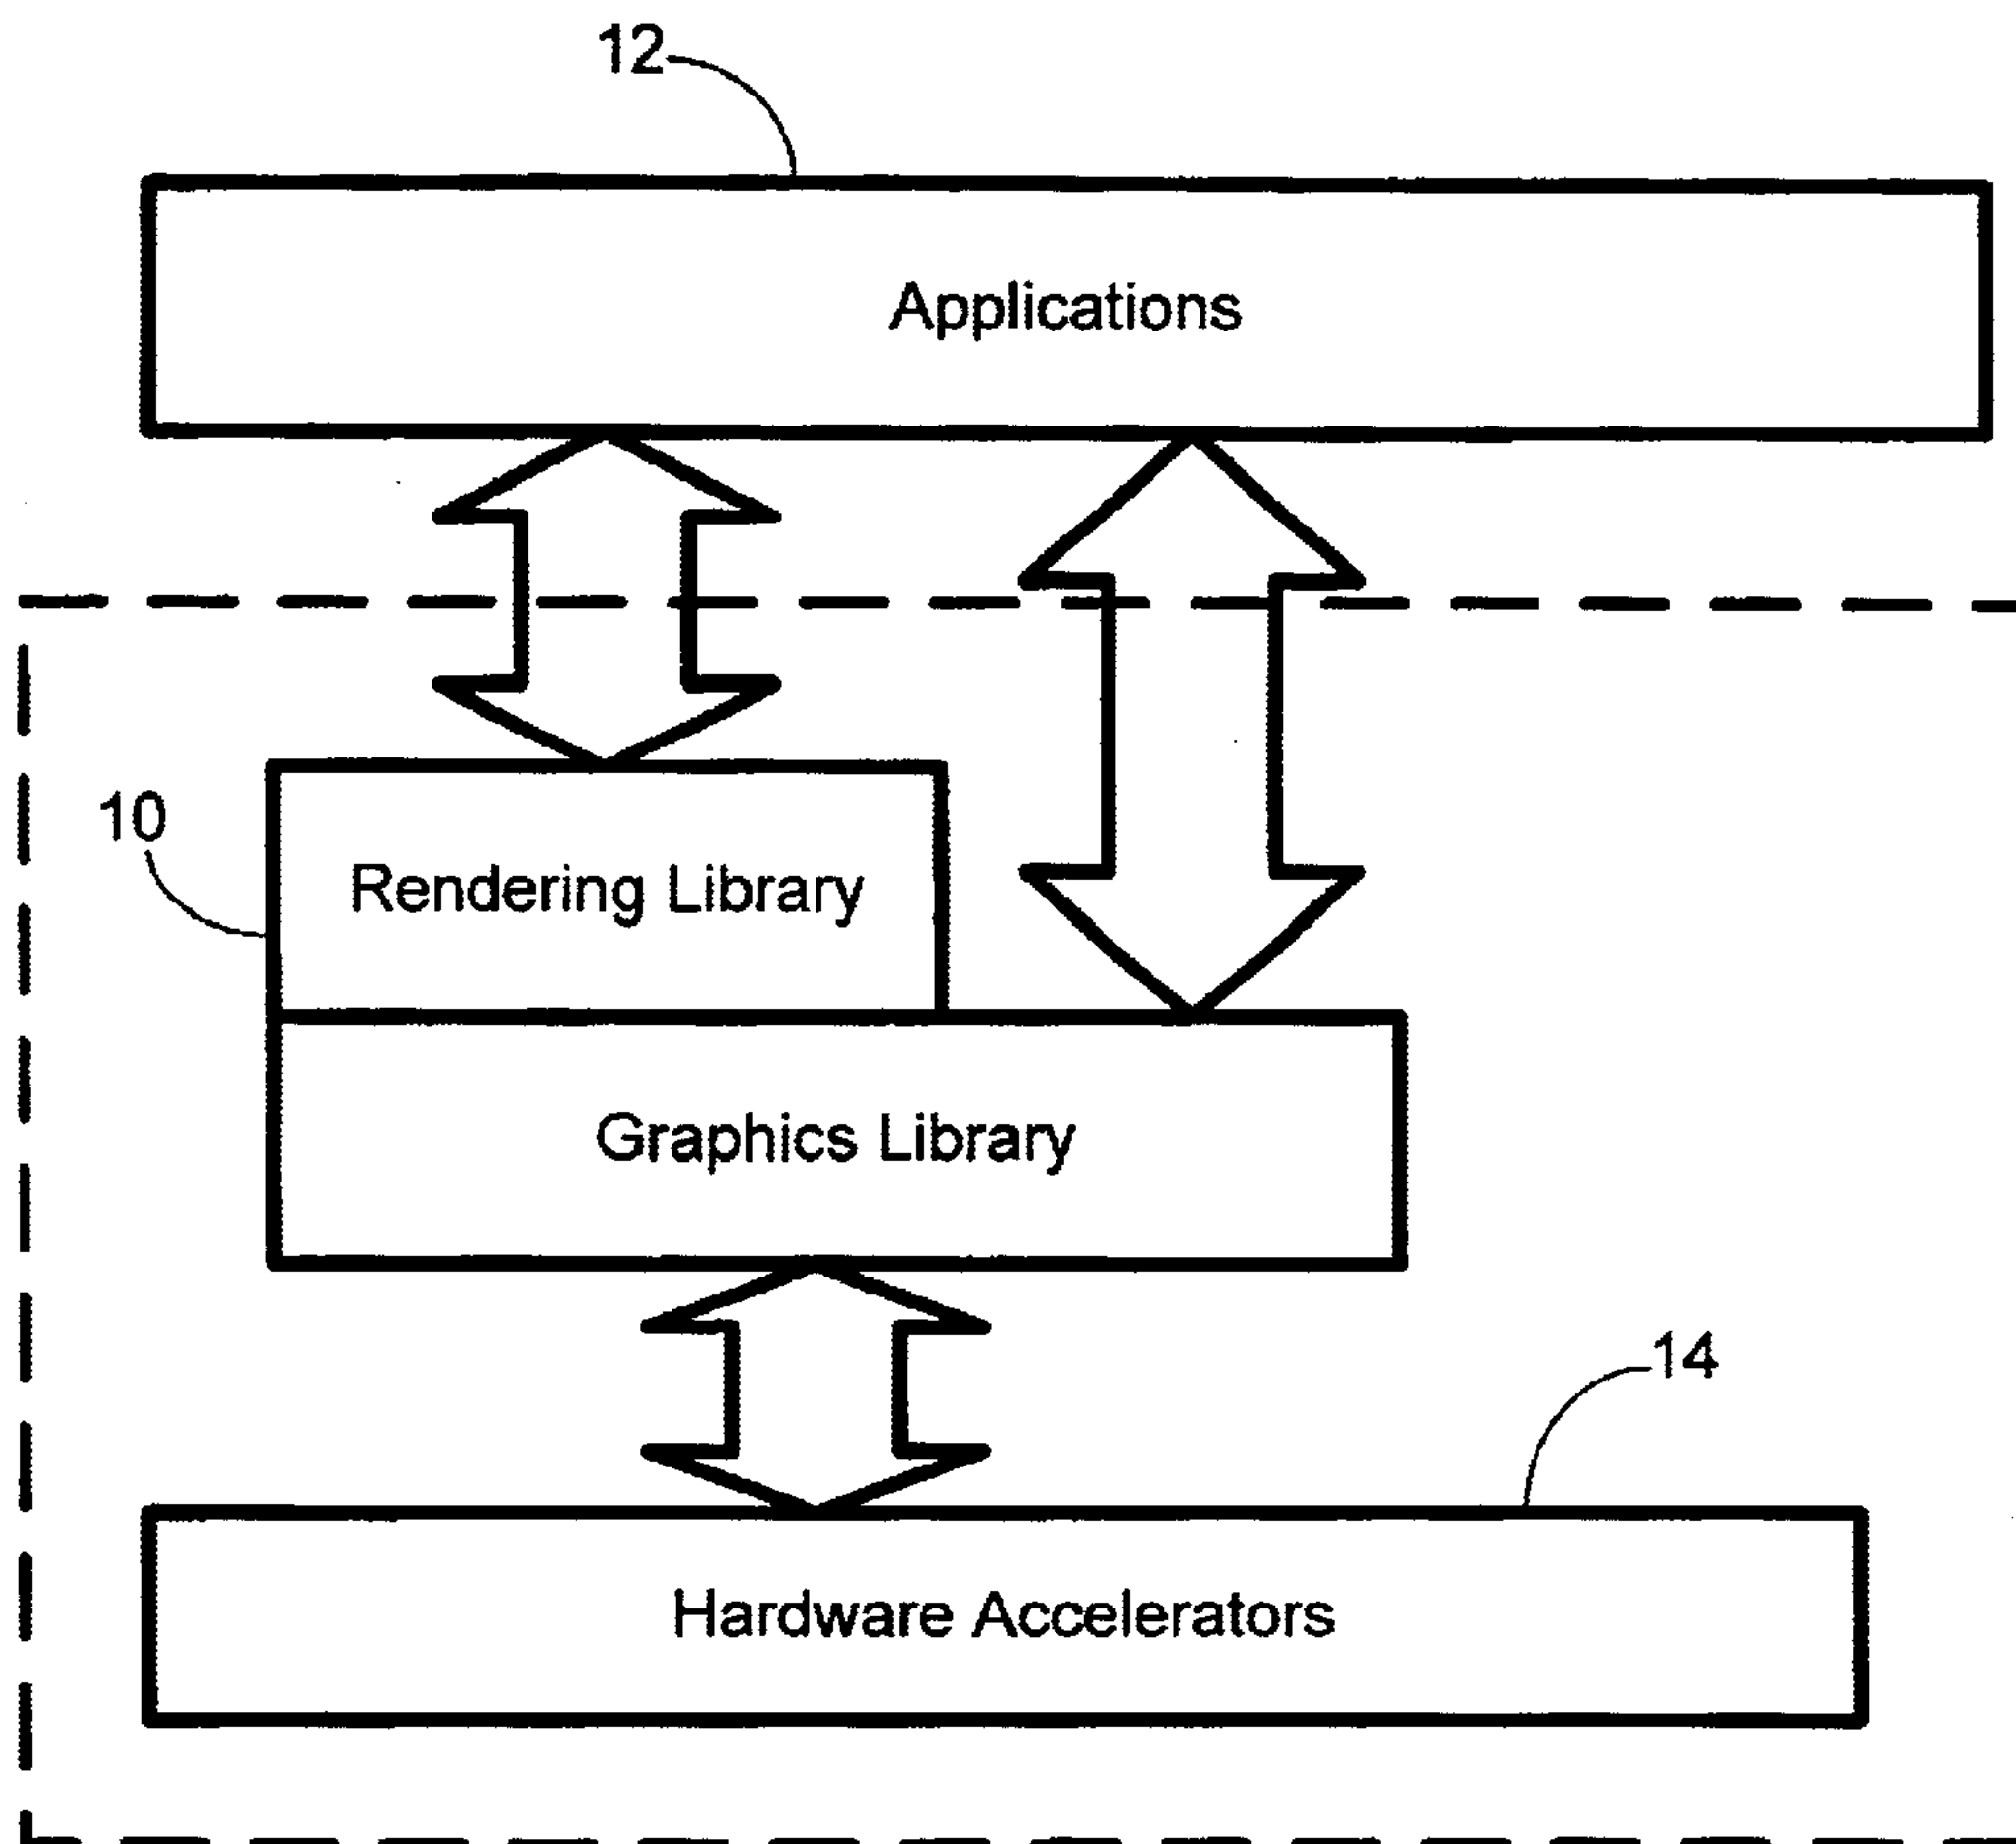 12
Applications
10
Rendering Library
Graphics Library
14
Hardware Accelerators